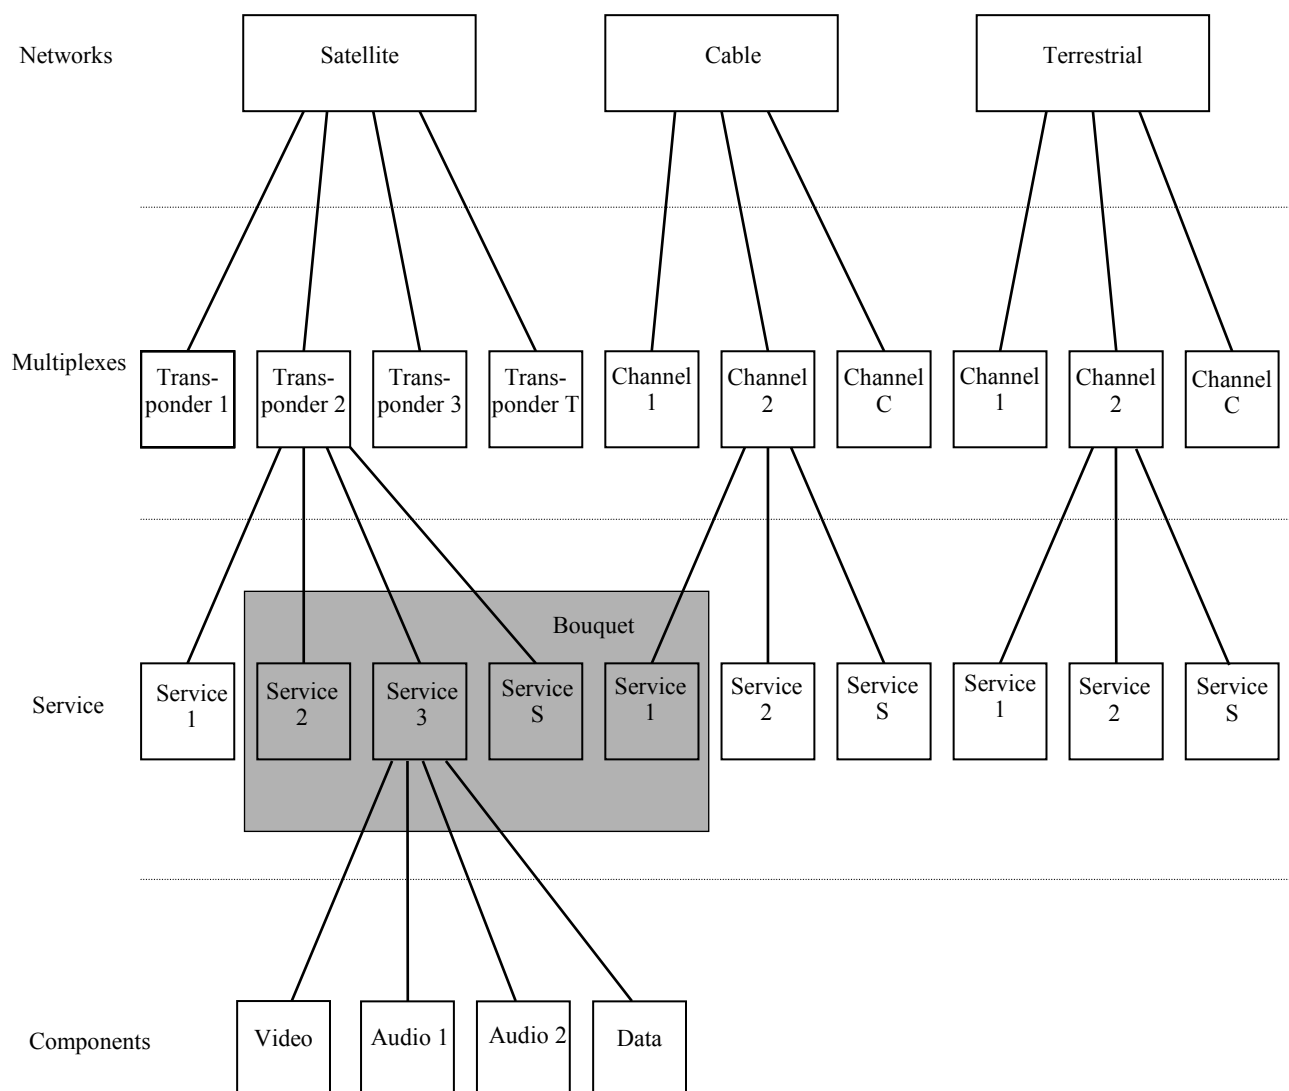 Networks
Satellite
Cable
Terrestrial
Multiplexes
Trans-
ponder 1
Trans-
ponder 2
Trans-
ponder 3
Trans-
ponder T
Channel
1
Channel
2
Channel
C
Channel
1
Channel
2
Channel
C
Bouquet
Service
Service
1
Service
2
Service
3
Service
S
Service
1
Service
2
Service
S
Service
1
Service
2
Service
S
Components
Video
Audio 1
Audio 2
Data